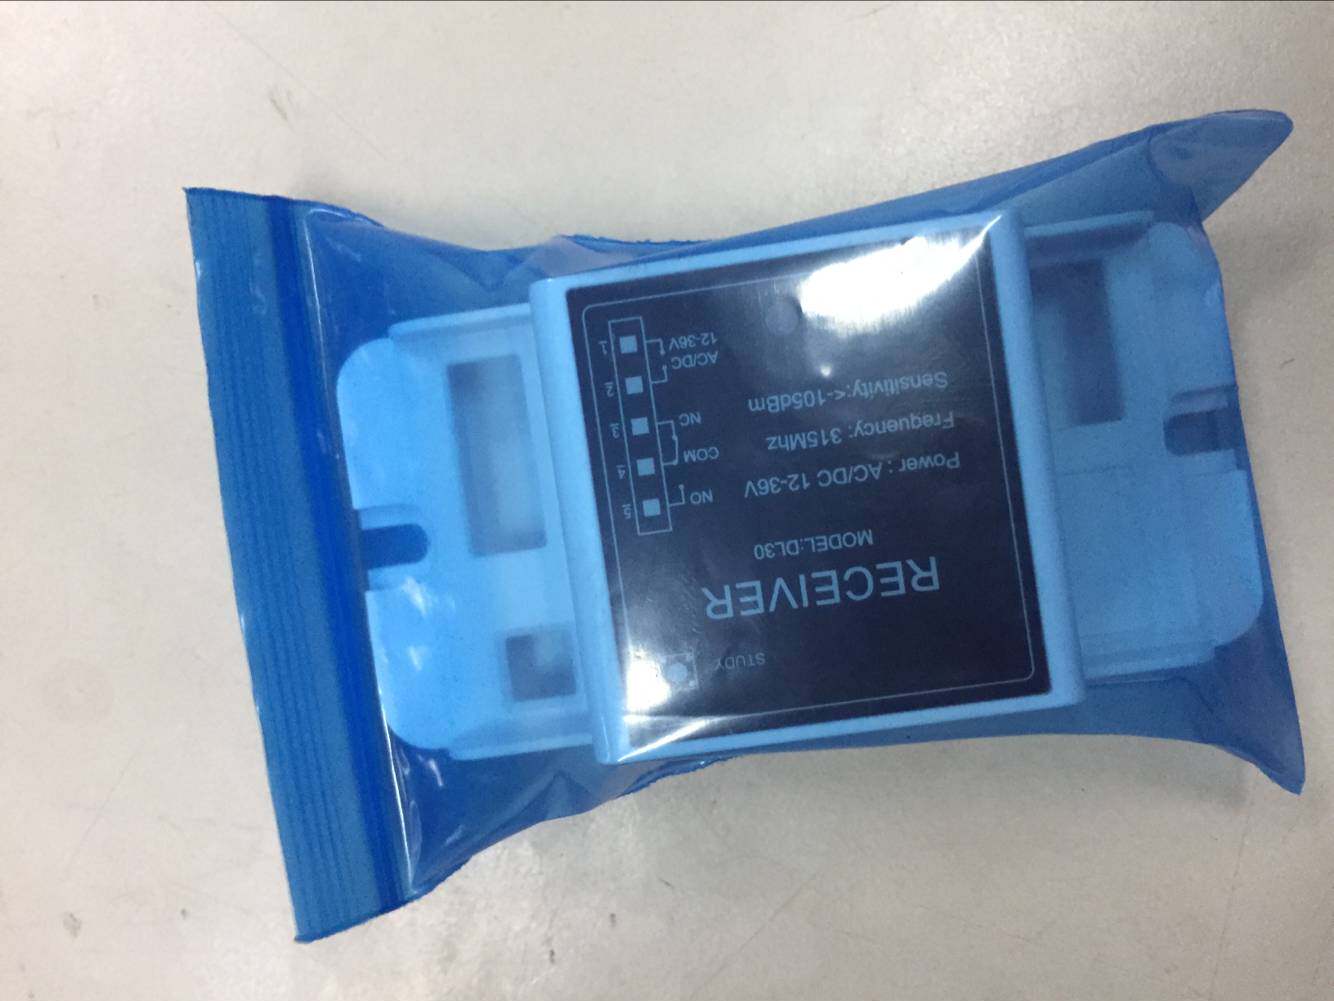 STUDY
RECEIVER
MODEL:DL30
Power : AC/DC 12-36V
Frequency: 315Mhz
Sensitivity:<-105dBm
5
NO
4
COM
3
NC
2
AC/DC
12-36V
1